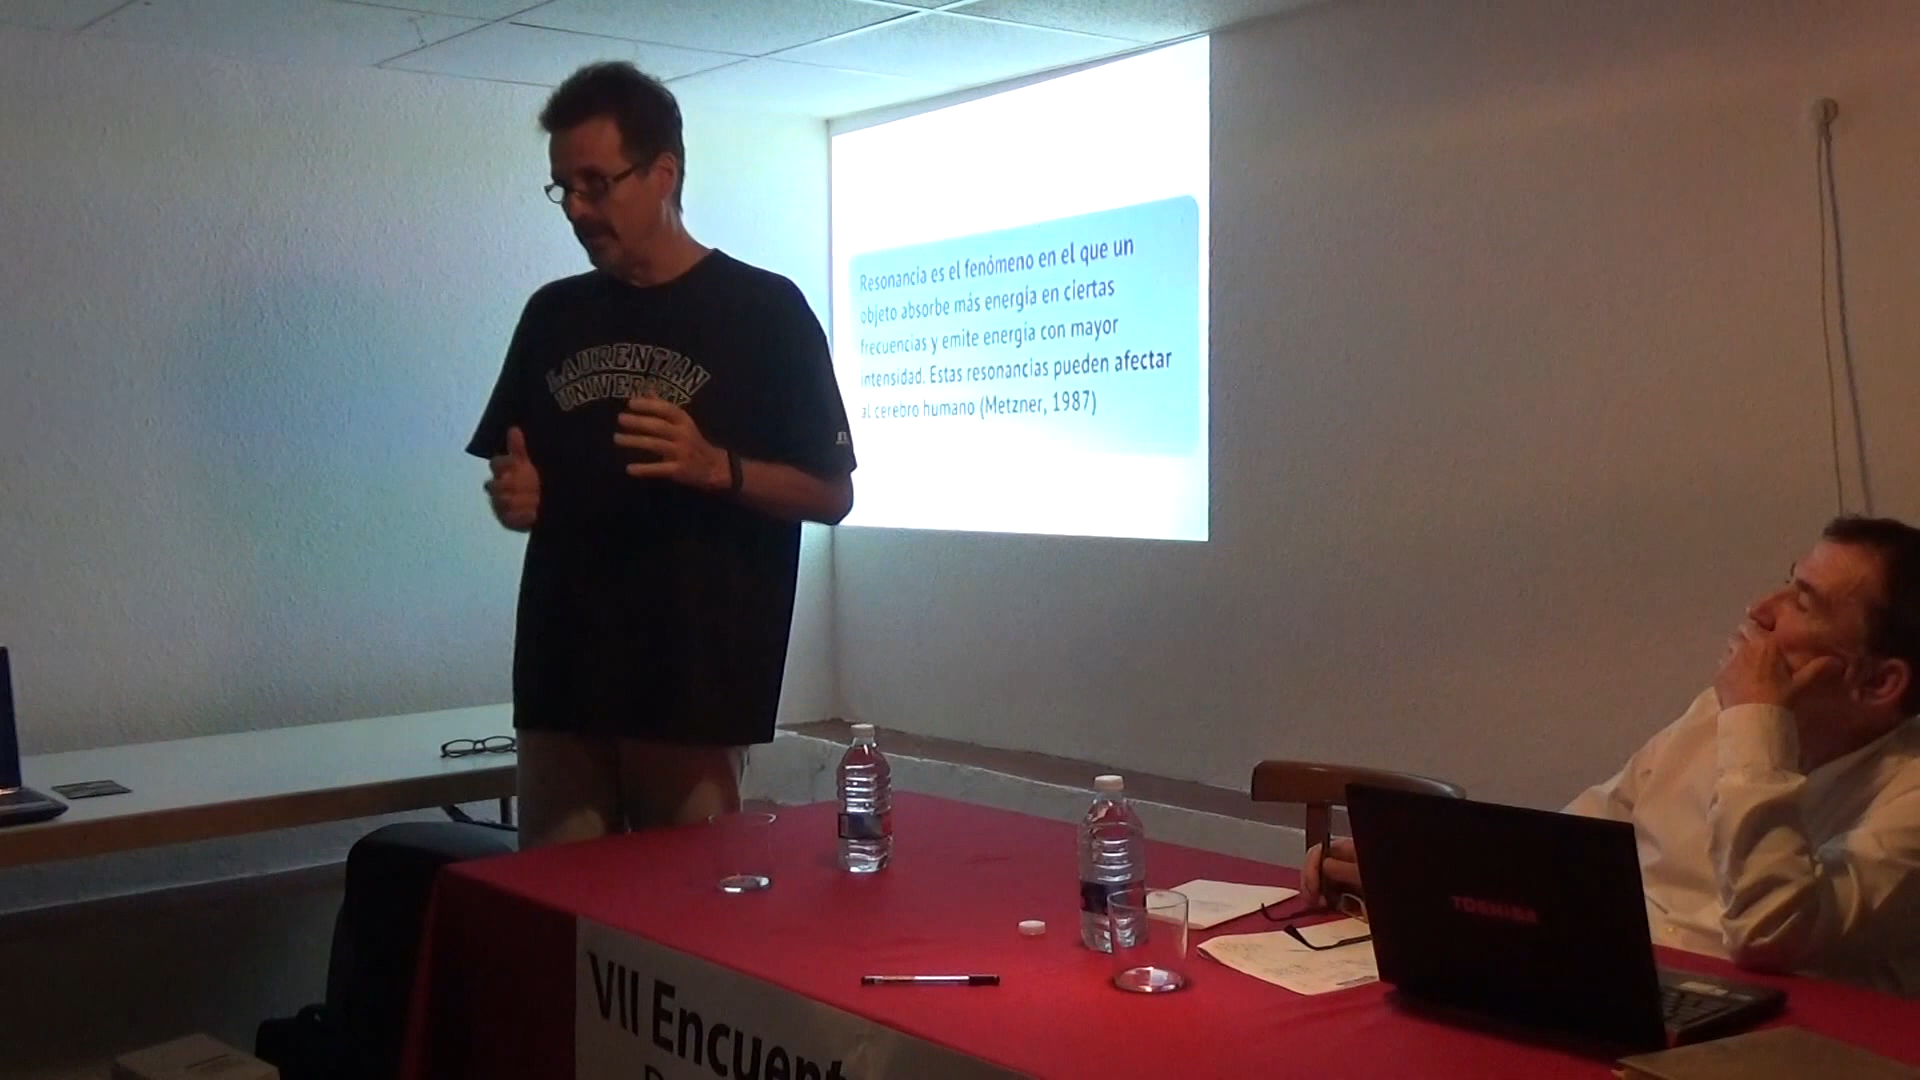 Resonancia es el fenómeno en el que un
objeto absorbe más energía en ciertas
frecuencias y emite energía con mayor
intensidad. Estas resonancias pueden afectar
al cerebro humano (Metzner, 1987)
LAURENTIAN
UNIVERSITY
TOSHIBA
VII Encuent